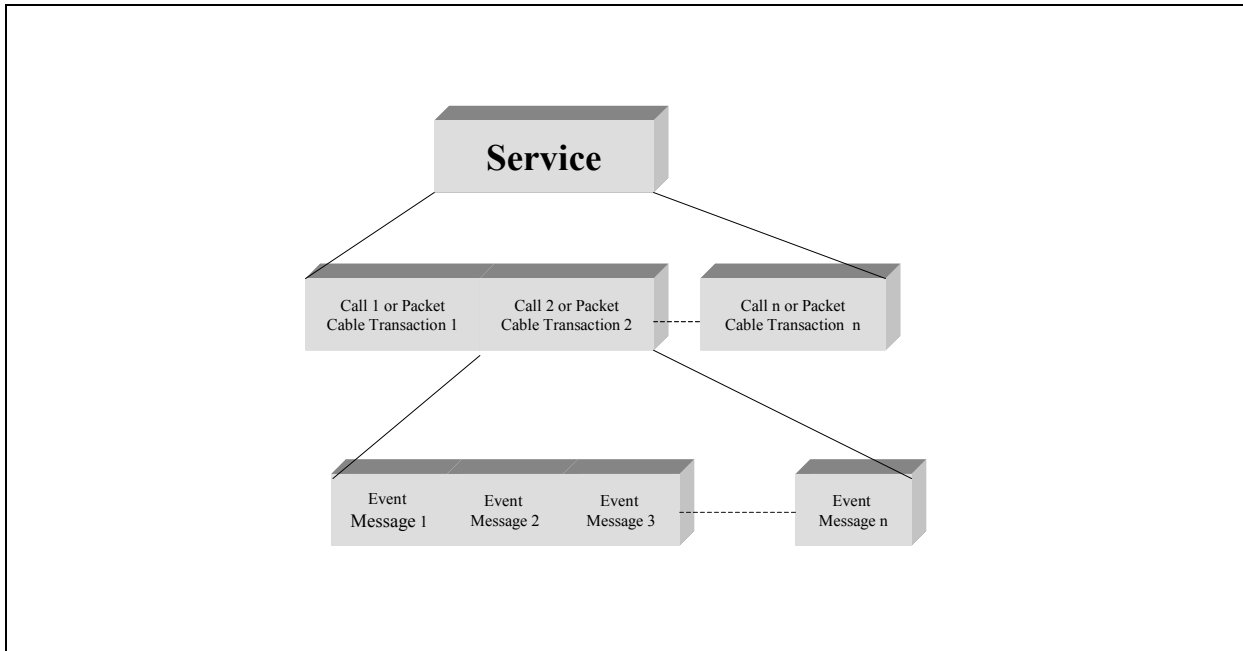 Service
Call 1 or Packet
Cable Transaction 1
Call 2 or Packet
Cable Transaction 2
Call n or Packet
Cable Transaction n
Event
Message 1
Event
Message 2
Event
Message 3
Event
Message n